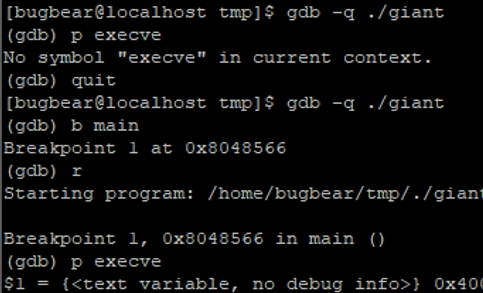 [bugbear@localhost tmp]$ gdb -q ./giant
(gdb) p execve
No symbol "execve" in current context.
(gdb) quit
[bugbear@localhost tmp]$ gdb -q ./giant
(gdb) b main
Breakpoint 1 at 0x8048566
(gdb) r
Starting program: /home/bugbear/tmp/./giant
Breakpoint 1, 0x8048566 in main ()
(gdb) p execve
$1 = {<text variable, no debug info>} 0x400